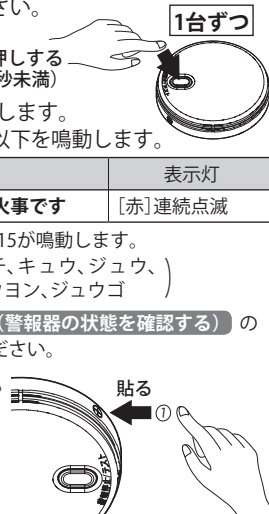 さい。
1台ずつ
押しする
秒未満）
します。
以下を鳴動します。
表示灯
火事です
［赤］連続点滅
15が鳴動します。
チ、キュウ、ジュウ、
ウヨン、ジュウゴ
（警報器の状態を確認する） の
ださい。
貼る
①